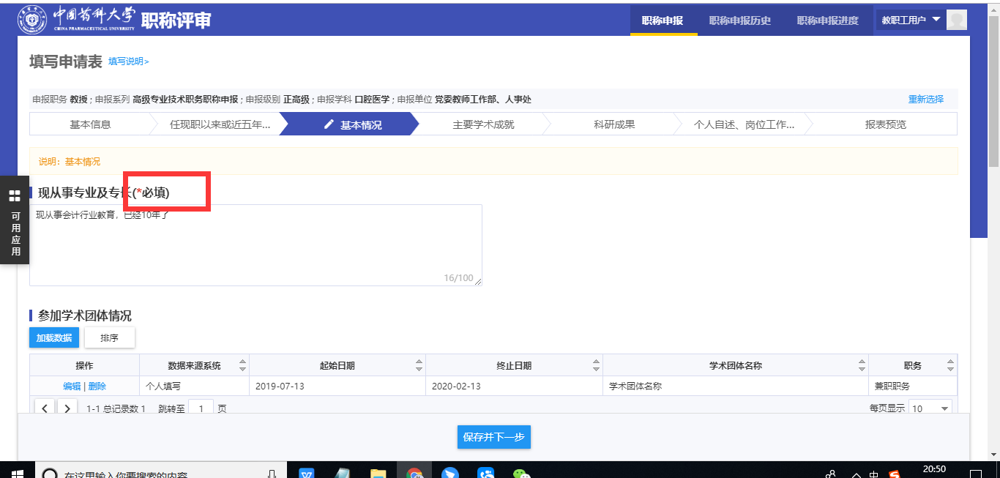 中国药科大学 职称评审
CHINA PHARMACEUTICAL UNIVERSITY
职称申报 职称申报历史 职称申报进度 教职工用户
填写申请表 填写说明>
申报职务 教授 ; 申报系列 高级专业技术职务职称申报 ; 申报级别 正高级 ; 申报学科 口腔医学 ; 申报单位 党委教师工作部、人事处 重新选择
基本信息 任现职以来或近五年... 基本情况 主要学术成就 科研成果 个人自述、岗位工作... 报表预览
说明: 基本情况
可用应用
现从事专业及专长(*必填)
现从事会计行业教育，已经10年了
16/100
参加学术团体情况
加载数据 排序
操作 数据来源系统 起始日期 终止日期 学术团体名称 职务
编辑 | 删除 个人填写 2019-07-13 2020-02-13 学术团体名称 兼职职务
1-1 总记录数 1 跳转至 1 页 每页显示 10
保存并下一步
在这里输入你要搜索的内容 中 20:50